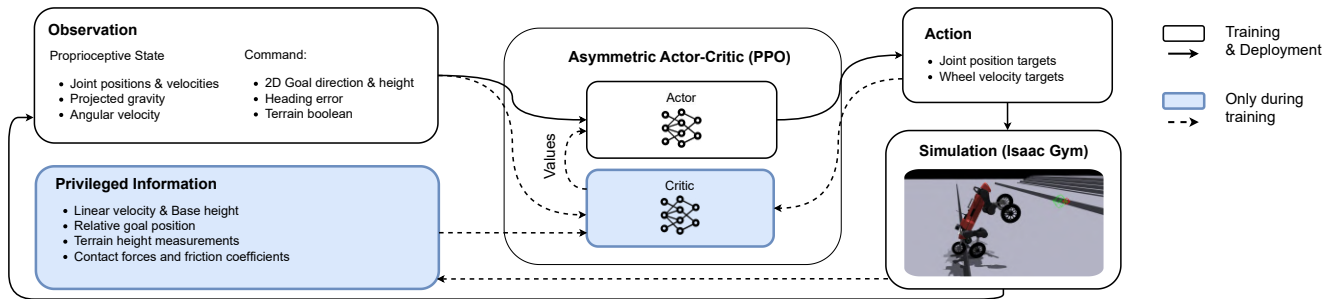 Observation
Proprioceptive State
• Joint positions & velocities
• Projected gravity
• Angular velocity
Command:
• 2D Goal direction & height
• Heading error
• Terrain boolean
Privileged Information
• Linear velocity & Base height
• Relative goal position
• Terrain height measurements
• Contact forces and friction coefficients
Asymmetric Actor-Critic (PPO)
Actor
Values
Critic
Action
• Joint position targets
• Wheel velocity targets
Simulation (Isaac Gym)
Training
& Deployment
Only during
training